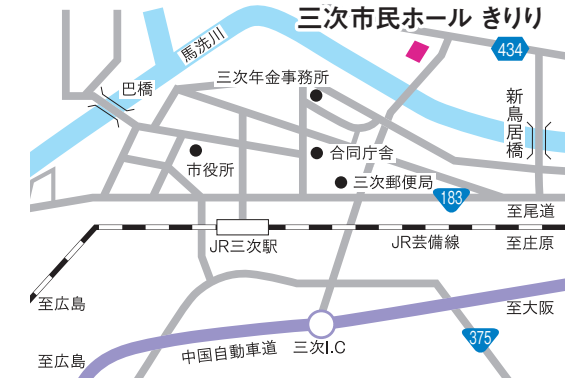 三次市民ホール きりり
434
馬洗川
三次年金事務所
巴橋
新鳥居橋
合同庁舎
市役所
三次郵便局
183
至尾道
JR三次駅
JR芸備線
至庄原
至広島
至大阪
375
三次I.C
中国自動車道
至広島